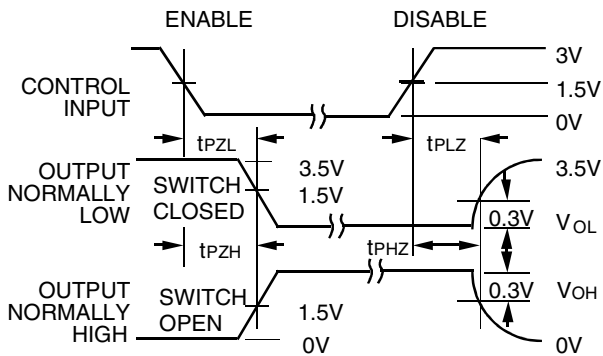 ENABLE DISABLE
3V
CONTROL INPUT
1.5V
0V
tPZL
tPLZ
OUTPUT NORMALLY LOW
SWITCH CLOSED
3.5V
1.5V
3.5V
0.3V
VOL
tPZH
tPHZ
OUTPUT NORMALLY HIGH
SWITCH OPEN
1.5V
0V
0.3V
VOH
0V